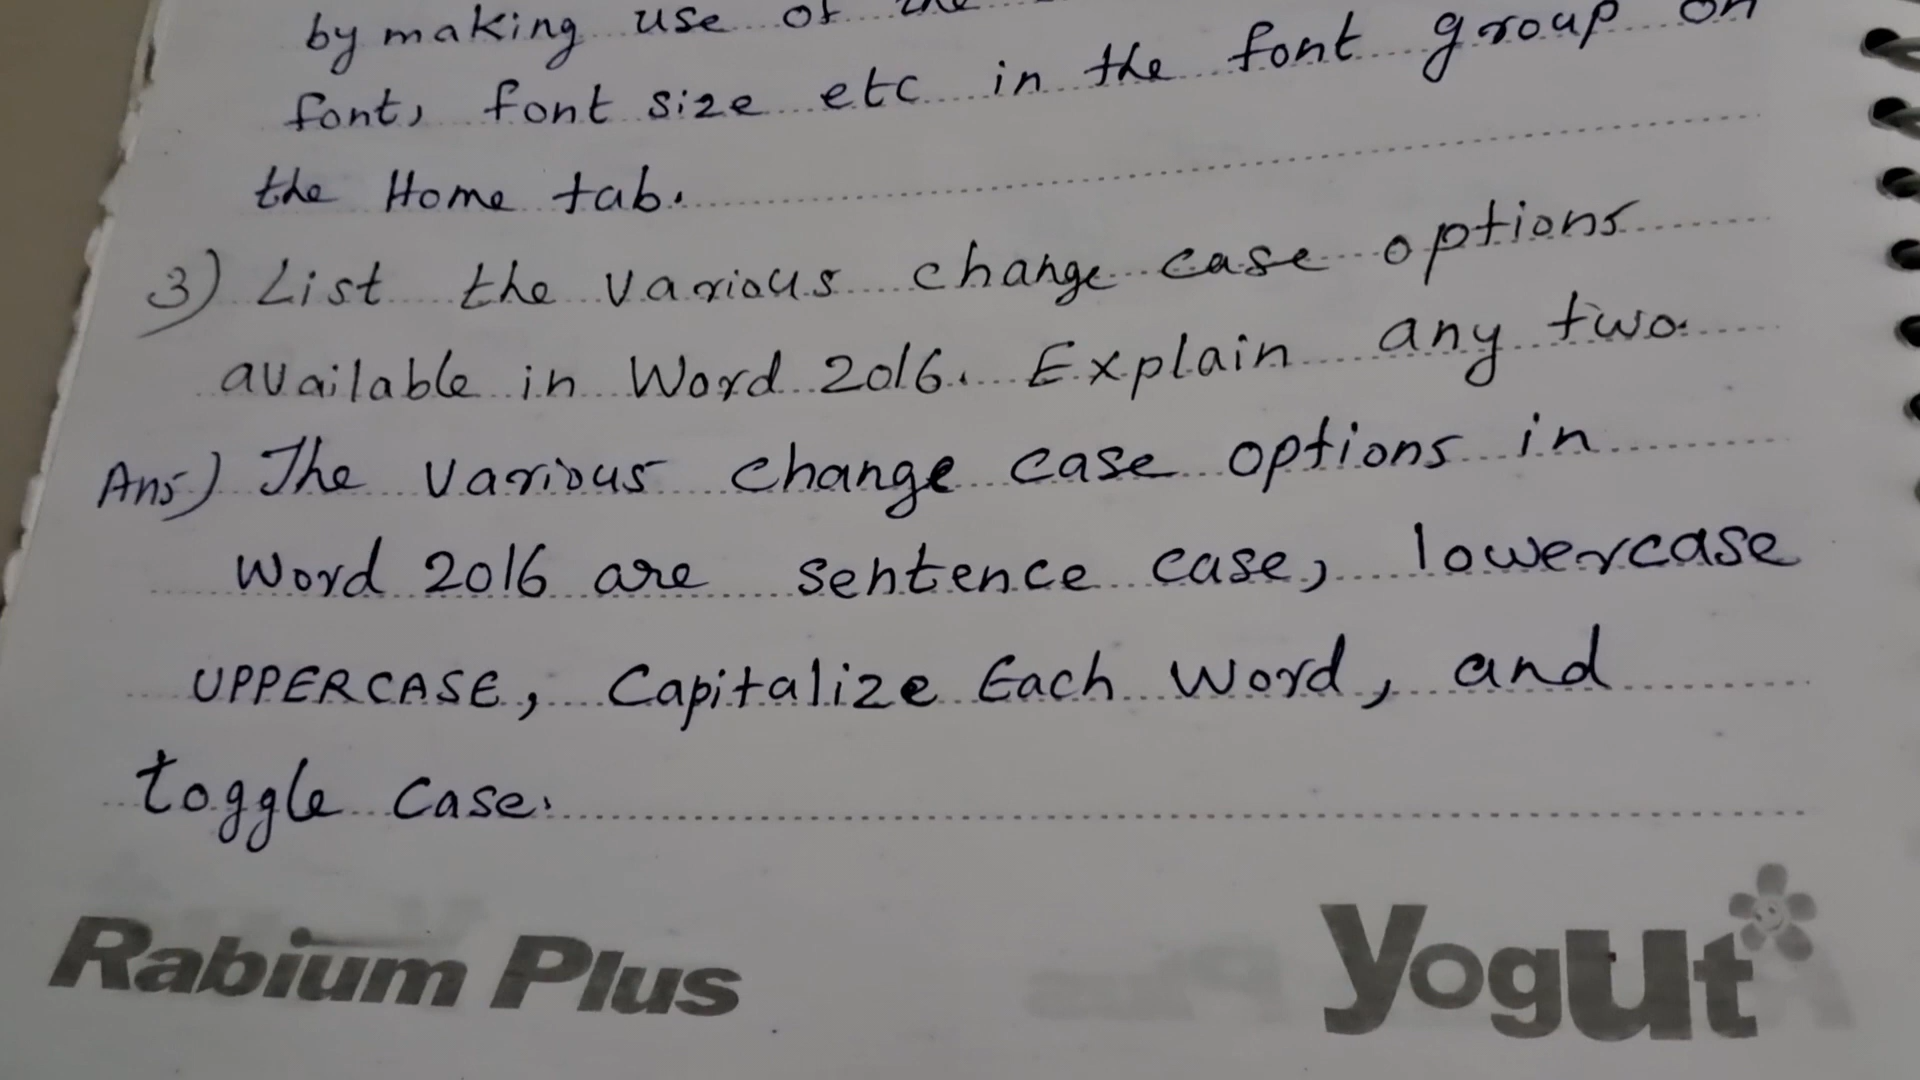 by making use of the
font, font size etc in the font group on
the Home tab.
3) List the various change case options
available in Word 2016. Explain any two.
Ans) The various change case options in
Word 2016 are sentence case, lowercase
UPPERCASE, Capitalize Each Word, and
toggle case.
Rabium Plus
Yogut